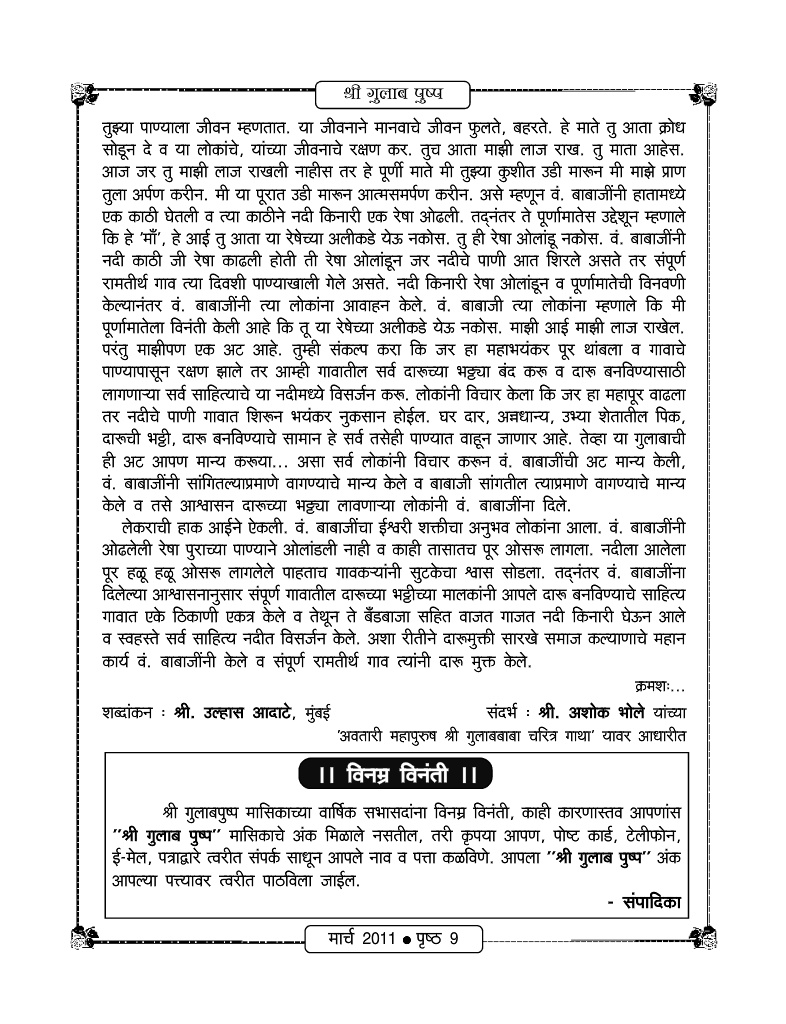 श्री गुलाब पुष्प
तुझ्या पाण्याला जीवन म्हणतात. या जीवनाने मानवाचे जीवन फुलते, बहरते. हे माते तु आता क्रोध
सोडून दे व या लोकांचे, यांच्या जीवनाचे रक्षण कर. तुच आता माझी लाज राख. तु माता आहेस.
आज जर तु माझी लाज राखली नाहीस तर हे पूर्णी माते मी तुझ्या कुशीत उडी मारून मी माझे प्राण
तुला अर्पण करीन. मी या पूरात उडी मारून आत्मसमर्पण करीन. असे म्हणून वं. बाबाजींनी हातामध्ये
एक काठी घेतली व त्या काठीने नदी किनारी एक रेषा ओढली. तद्नंतर ते पूर्णामातेस उद्देशून म्हणाले
कि हे 'माँ', हे आई तु आता या रेषेच्या अलीकडे येऊ नकोस. तु ही रेषा ओलांडू नकोस. वं. बाबाजींनी
नदी काठी जी रेषा काढली होती ती रेषा ओलांडून जर नदीचे पाणी आत शिरले असते तर संपूर्ण
रामतीर्थ गाव त्या दिवशी पाण्याखाली गेले असते. नदी किनारी रेषा ओलांडून व पूर्णामातेची विनवणी
केल्यानंतर वं. बाबाजींनी त्या लोकांना आवाहन केले. वं. बाबाजी त्या लोकांना म्हणाले कि मी
पूर्णामातेला विनंती केली आहे कि तू या रेषेच्या अलीकडे येऊ नकोस. माझी आई माझी लाज राखेल.
परंतु माझीपण एक अट आहे. तुम्ही संकल्प करा कि जर हा महाभयंकर पूर थांबला व गावाचे
पाण्यापासून रक्षण झाले तर आम्ही गावातील सर्व दारूच्या भट्ट्या बंद करू व दारू बनविण्यासाठी
लागणाऱ्या सर्व साहित्याचे या नदीमध्ये विसर्जन करू. लोकांनी विचार केला कि जर हा महापूर वाढला
तर नदीचे पाणी गावात शिरून भयंकर नुकसान होईल. घर दार, अन्नधान्य, उभ्या शेतातील पिक,
दारूची भट्टी, दारू बनविण्याचे सामान हे सर्व तसेही पाण्यात वाहून जाणार आहे. तेव्हा या गुलाबाची
ही अट आपण मान्य करूया... असा सर्व लोकांनी विचार करून वं. बाबाजींची अट मान्य केली,
वं. बाबाजींनी सांगितल्याप्रमाणे वागण्याचे मान्य केले व बाबाजी सांगतील त्याप्रमाणे वागण्याचे मान्य
केले व तसे आश्वासन दारूच्या भट्ट्या लावणाऱ्या लोकांनी वं. बाबाजींना दिले.
लेकराची हाक आईने ऐकली. वं. बाबाजींचा ईश्वरी शक्तीचा अनुभव लोकांना आला. वं. बाबाजींनी
ओढलेली रेषा पुराच्या पाण्याने ओलांडली नाही व काही तासातच पूर ओसरू लागला. नदीला आलेला
पूर हळू हळू ओसरू लागलेले पाहताच गावकऱ्यांनी सुटकेचा श्वास सोडला. तद्नंतर वं. बाबाजींना
दिलेल्या आश्वासनानुसार संपूर्ण गावातील दारूच्या भट्टीच्या मालकांनी आपले दारू बनविण्याचे साहित्य
गावात एके ठिकाणी एकत्र केले व तेथून ते बँडबाजा सहित वाजत गाजत नदी किनारी घेऊन आले
व स्वहस्ते सर्व साहित्य नदीत विसर्जन केले. अशा रीतीने दारूमुक्ती सारखे समाज कल्याणाचे महान
कार्य वं. बाबाजींनी केले व संपूर्ण रामतीर्थ गाव त्यांनी दारू मुक्त केले.
क्रमशः...
शब्दांकन : श्री. उल्हास आदाटे, मुंबई संदर्भ : श्री. अशोक भोले यांच्या
'अवतारी महापुरुष श्री गुलाबबाबा चरित्र गाथा' यावर आधारीत
।। विनम्र विनंती ।।
श्री गुलाबपुष्प मासिकाच्या वार्षिक सभासदांना विनम्र विनंती, काही कारणास्तव आपणांस
"श्री गुलाब पुष्प" मासिकाचे अंक मिळाले नसतील, तरी कृपया आपण, पोष्ट कार्ड, टेलीफोन,
ई-मेल, पत्राद्वारे त्वरीत संपर्क साधून आपले नाव व पत्ता कळविणे. आपला "श्री गुलाब पुष्प" अंक
आपल्या पत्त्यावर त्वरीत पाठविला जाईल.
- संपादिका
मार्च 2011 ● पृष्ठ 9